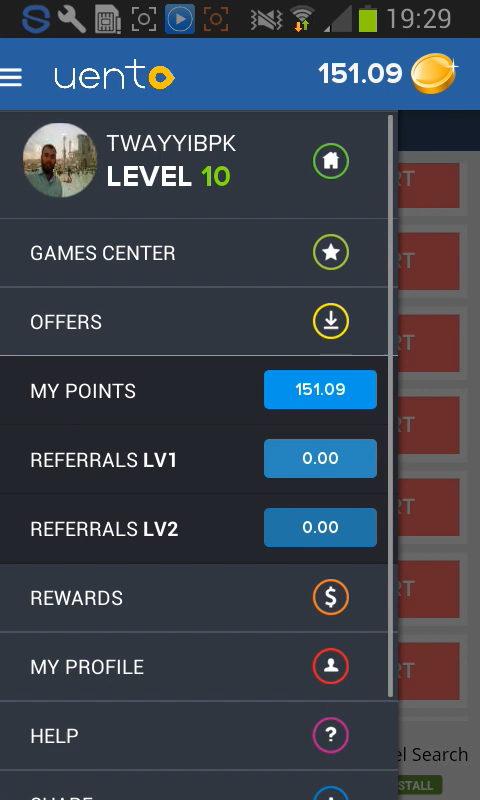 19:29
uento
151.09
TWAYYIBPK
LEVEL 10
GAMES CENTER
OFFERS
MY POINTS 151.09
REFERRALS LV1 0.00
REFERRALS LV2 0.00
REWARDS $
MY PROFILE
HELP ?
Search